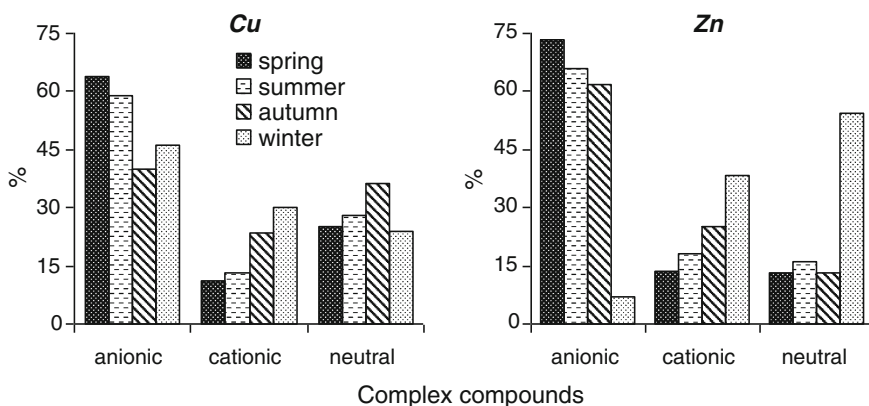 Cu
75
60
45
30
15
0
%
spring
summer
autumn
winter
anionic cationic neutral
Zn
75
60
45
30
15
0
%
anionic cationic neutral
Complex compounds